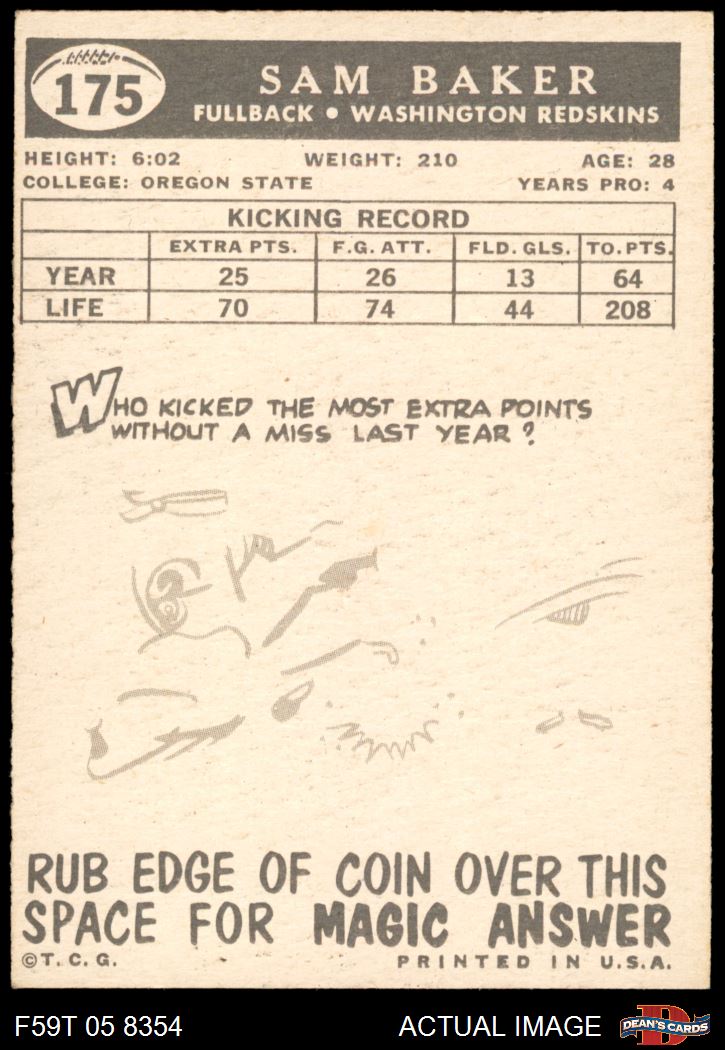 175
SAM BAKER
FULLBACK • WASHINGTON REDSKINS
HEIGHT: 6:02 WEIGHT: 210 AGE: 28
COLLEGE: OREGON STATE YEARS PRO: 4
KICKING RECORD
EXTRA PTS. F.G. ATT. FLD. GLS. TO. PTS.
YEAR 25 26 13 64
LIFE 70 74 44 208
WHO KICKED THE MOST EXTRA POINTS
WITHOUT A MISS LAST YEAR?
RUB EDGE OF COIN OVER THIS
SPACE FOR MAGIC ANSWER
©T.C.G. PRINTED IN U.S.A.
F59T 05 8354 ACTUAL IMAGE DEAN'S CARDS